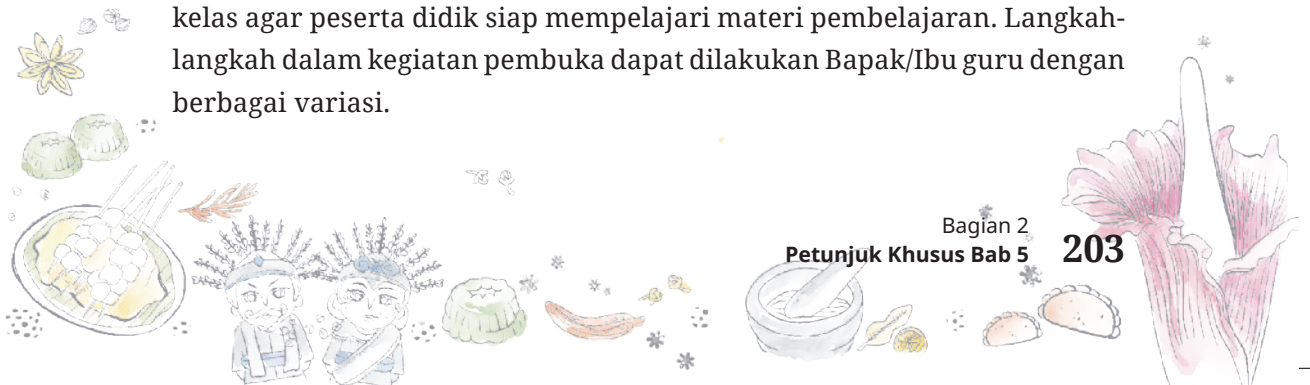 kelas agar peserta didik siap mempelajari materi pembelajaran. Langkah-
langkah dalam kegiatan pembuka dapat dilakukan Bapak/Ibu guru dengan
berbagai variasi.
Bagian 2
Petunjuk Khusus Bab 5 203